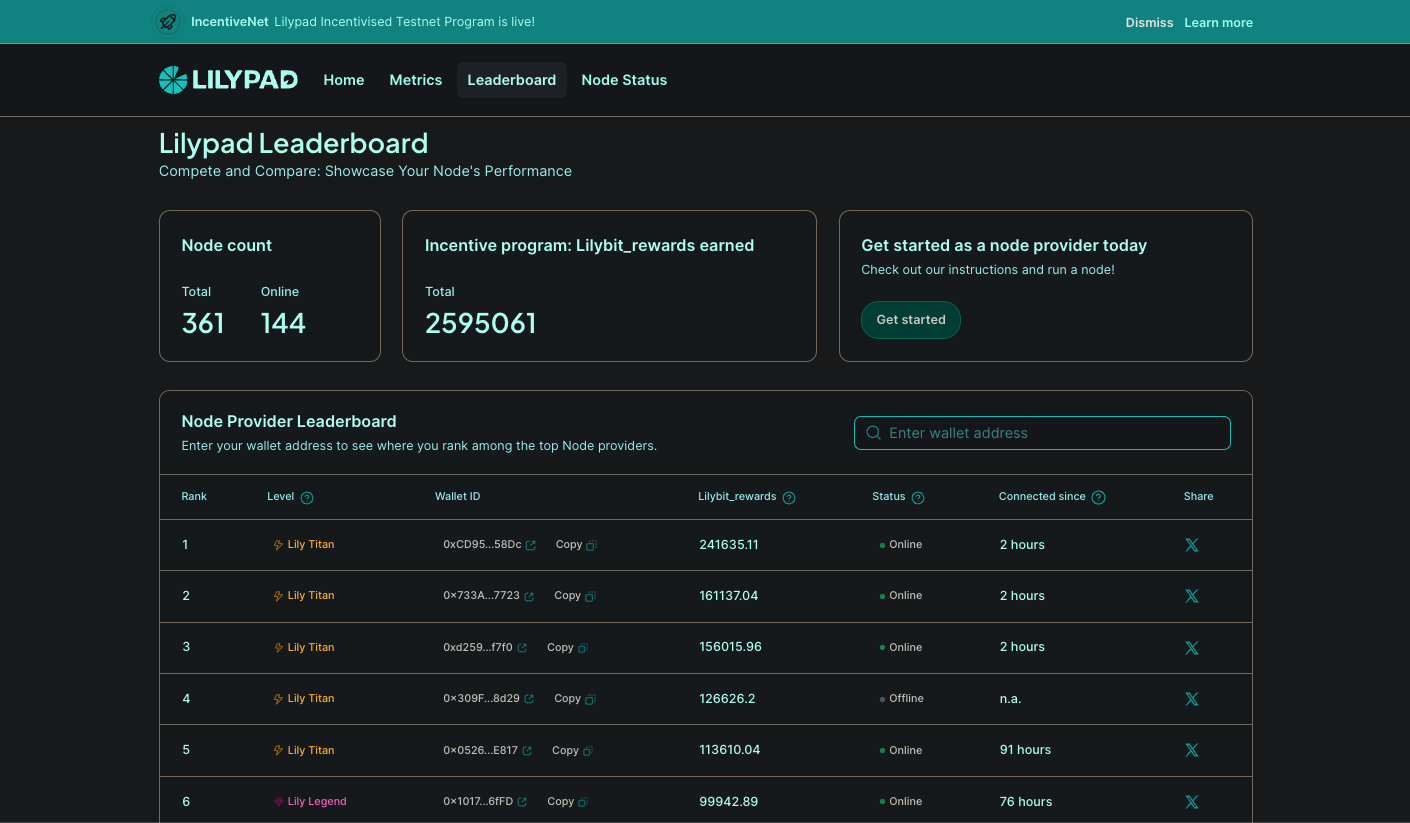 IncentiveNet Lilypad Incentivised Testnet Program is live! Dismiss Learn more
LILYPAD Home Metrics Leaderboard Node Status
Lilypad Leaderboard
Compete and Compare: Showcase Your Node's Performance
Node count
Total Online
361 144
Incentive program: Lilybit_rewards earned
Total
2595061
Get started as a node provider today
Check out our instructions and run a node!
Get started
Node Provider Leaderboard
Enter your wallet address to see where you rank among the top Node providers.
Enter wallet address
Rank Level Wallet ID Lilybit_rewards Status Connected since Share
1 Lily Titan 0xCD95...58Dc Copy 241635.11 Online 2 hours
2 Lily Titan 0x733A...7723 Copy 161137.04 Online 2 hours
3 Lily Titan 0xd259...f7f0 Copy 156015.96 Online 2 hours
4 Lily Titan 0x309F...8d29 Copy 126626.2 Offline n.a.
5 Lily Titan 0x0526...E817 Copy 113610.04 Online 91 hours
6 Lily Legend 0x1017...6fFD Copy 99942.89 Online 76 hours